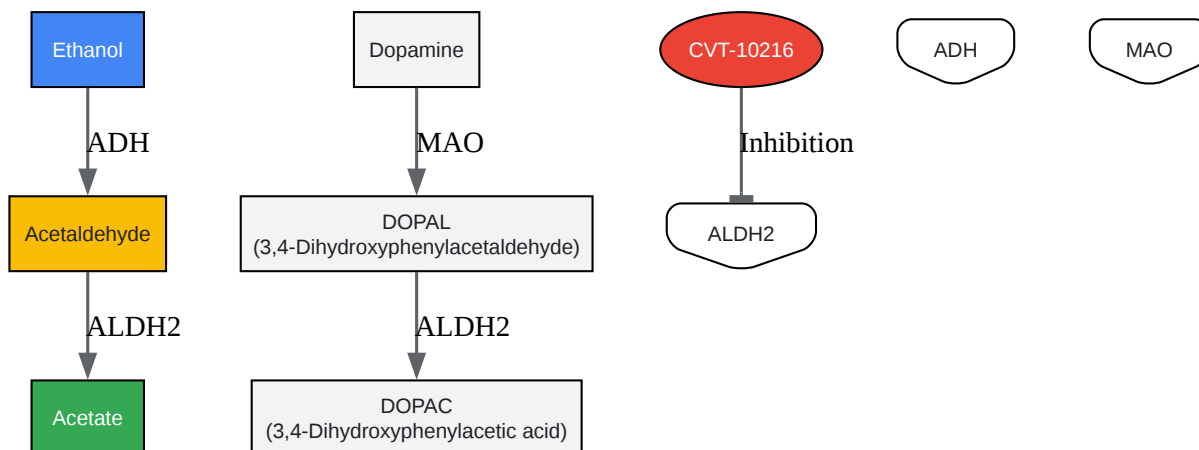 Ethanol
Dopamine
CVT-10216
ADH
MAO
ADH
MAO
Inhibition
Acetaldehyde
DOPAL
(3,4-Dihydroxyphenylacetaldehyde)
ALDH2
ALDH2
ALDH2
Acetate
DOPAC
(3,4-Dihydroxyphenylacetic acid)